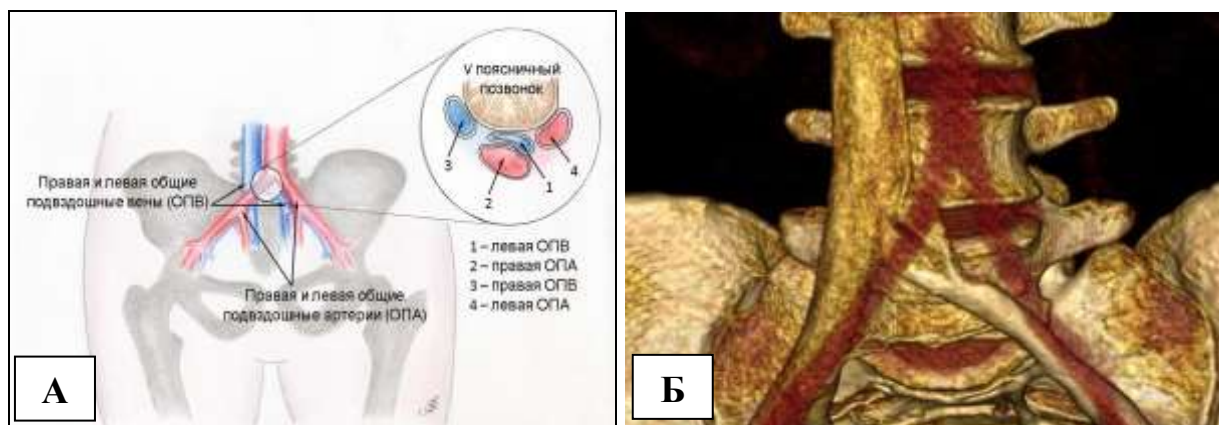 V поясничный
позвонок
Правая и левая общие
подвздошные вены (ОПВ)
3
2
1
4
1 – левая ОПВ
2 – правая ОПА
3 – правая ОПВ
4 – левая ОПА
Правая и левая общие
подвздошные артерии (ОПА)
А
Б